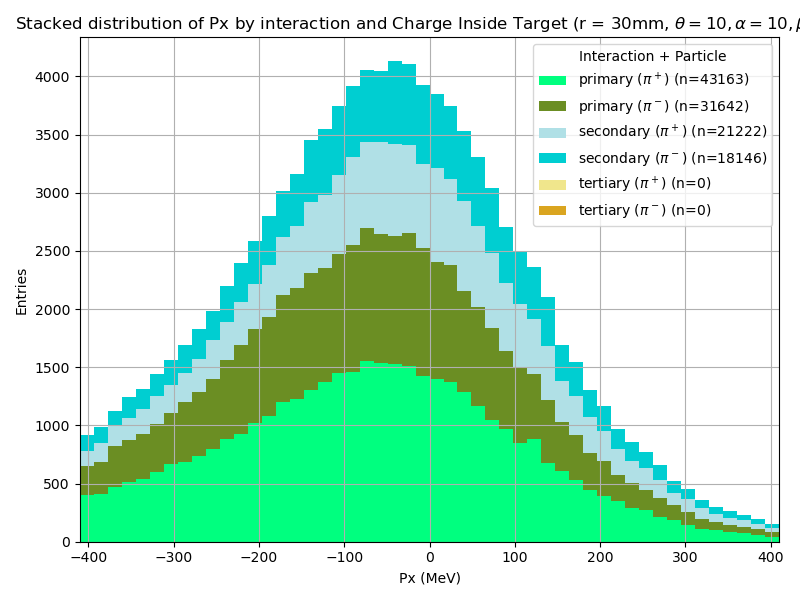 Stacked distribution of Px by interaction and Charge Inside Target (r = 30mm, θ = 10, α = 10,
Interaction + Particle
primary (π⁺) (n=43163)
primary (π⁻) (n=31642)
secondary (π⁺) (n=21222)
secondary (π⁻) (n=18146)
tertiary (π⁺) (n=0)
tertiary (π⁻) (n=0)
Entries
4000
3500
3000
2500
2000
1500
1000
500
0
−400
−300
−200
−100
0
100
200
300
400
Px (MeV)